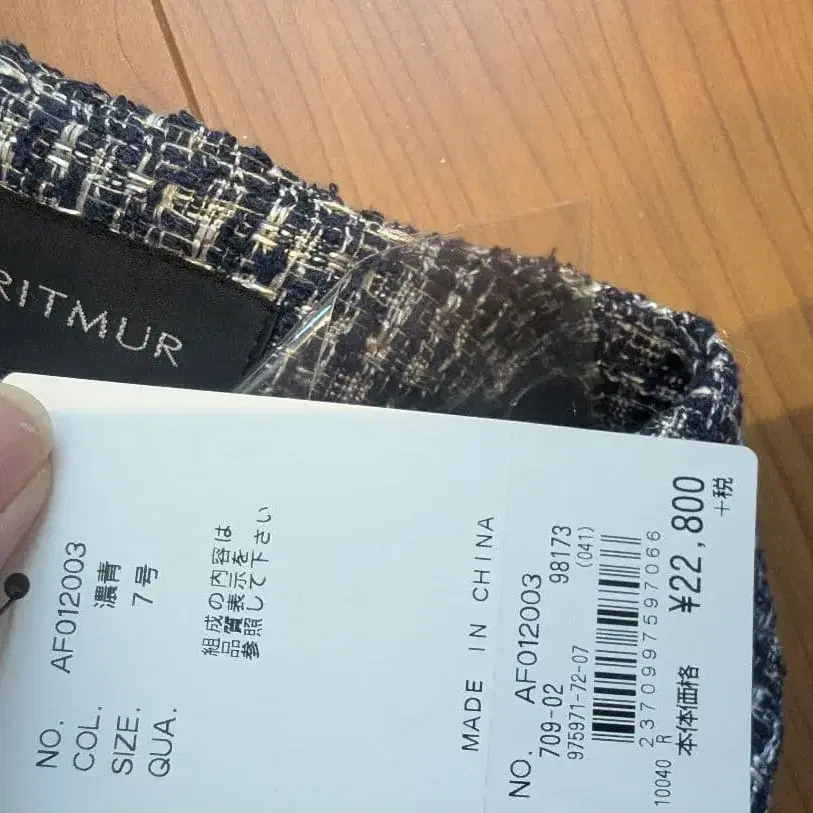 RITMUR
NO. AF012003
COL. 濃青
SIZE. 7号
QUA.
組成の内容は
品質表示を
参照して下さい
MADE IN CHINA
NO. AF012003
709-02 98173
975971-72-07 (041)
2370997597066
10040 R
本体価格 ¥22,800
+税